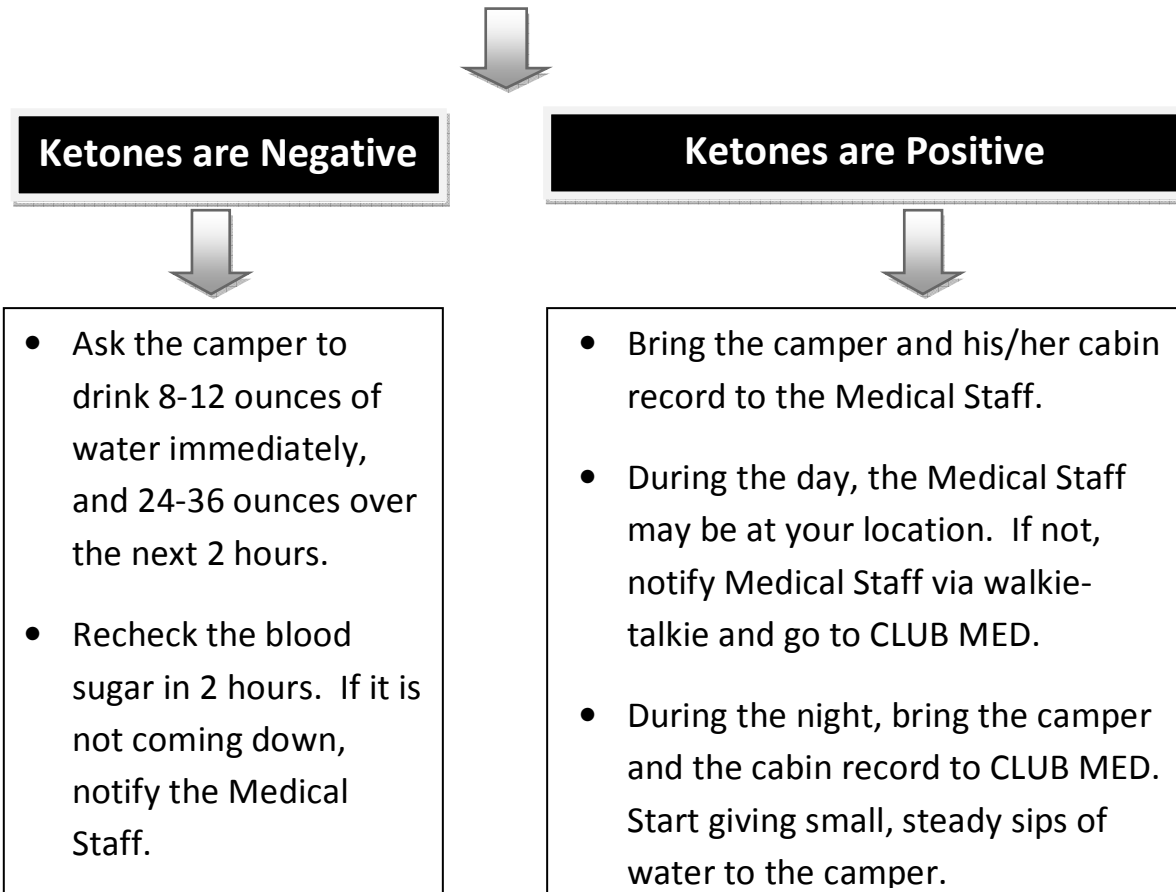 Ketones are Negative
• Ask the camper to
drink 8-12 ounces of
water immediately,
and 24-36 ounces over
the next 2 hours.
• Recheck the blood
sugar in 2 hours.  If it is
not coming down,
notify the Medical
Staff.
Ketones are Positive
• Bring the camper and his/her cabin
record to the Medical Staff.
• During the day, the Medical Staff
may be at your location.  If not,
notify Medical Staff via walkie-
talkie and go to CLUB MED.
• During the night, bring the camper
and the cabin record to CLUB MED.
Start giving small, steady sips of
water to the camper.